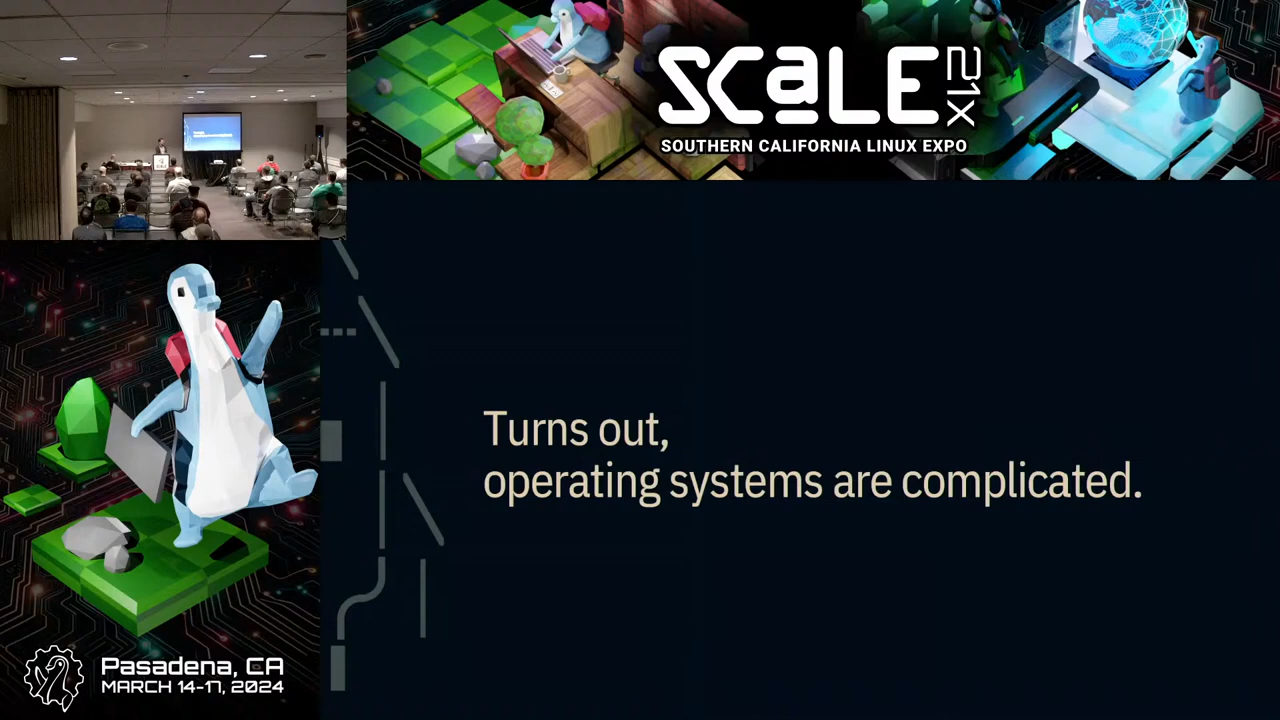 SCaLE 21X
SOUTHERN CALIFORNIA LINUX EXPO
Turns out,
operating systems are complicated.
Pasadena, CA
MARCH 14-17, 2024